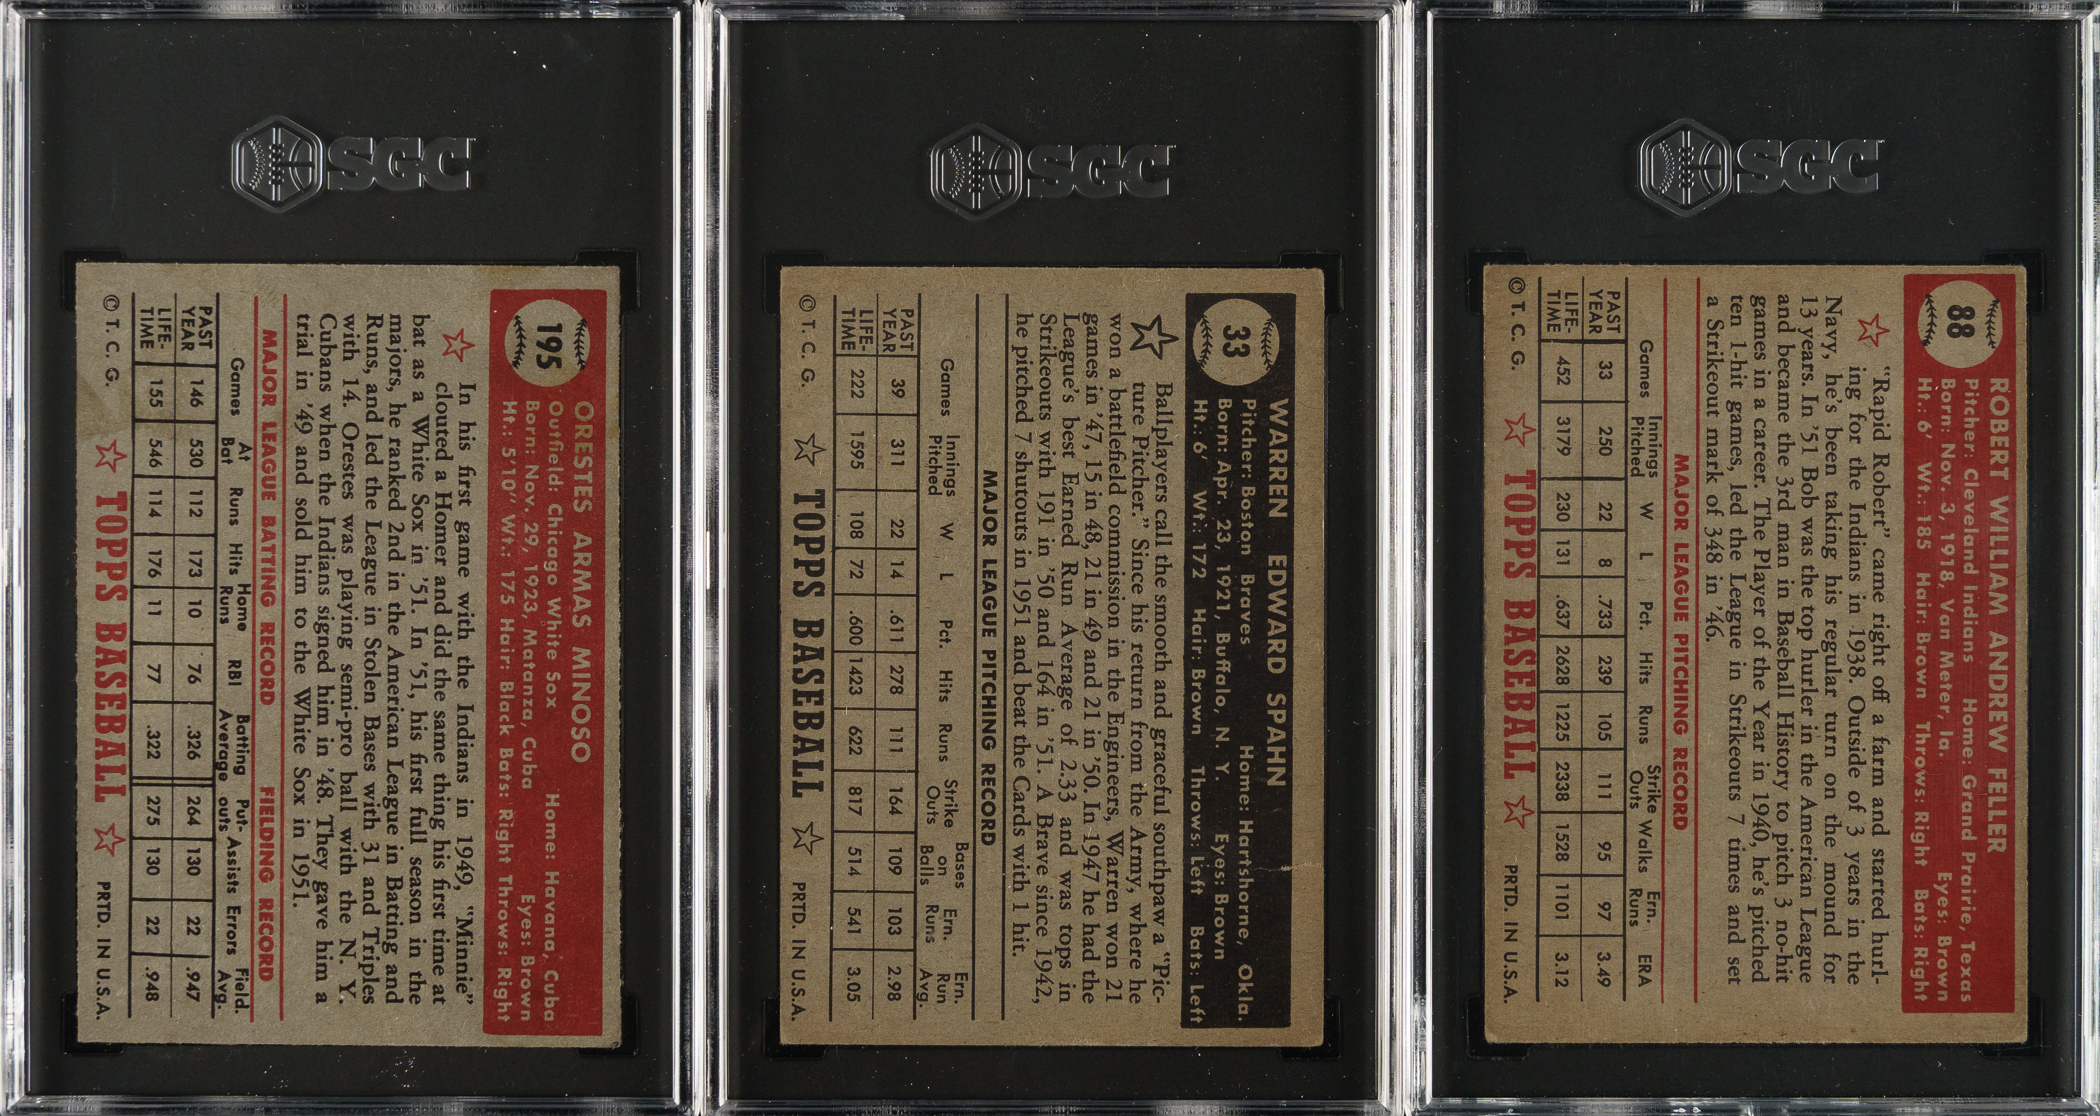 SGC
195
ORESTES ARMAS MINOSO
Outfield: Chicago White Sox Home: Havana, Cuba
Born: Nov. 29, 1923, Matanza, Cuba Eyes: Brown
Ht.: 5'10" Wt.: 175 Hair: Black Bats: Right Throws: Right
In his first game with the Indians in 1949, "Minnie"
clouted a Homer and did the same thing his first time at
bat as a White Sox in '51. In '51, his first full season in the
majors, he ranked 2nd in the American League in Batting and
Runs, and led the League in Stolen Bases with 31 and Triples
with 14. Orestes was playing semi-pro ball with the N. Y.
Cubans when the Indians signed him in '48. They gave him a
trial in '49 and sold him to the White Sox in 1951.
MAJOR LEAGUE BATTING RECORD FIELDING RECORD
Games At Bat Runs Hits Home Runs RBI Batting Average Put-outs Assists Errors Field. Avg.
PAST YEAR 146 530 112 173 10 76 .326 264 130 22 .947
LIFE-TIME 155 546 114 176 11 77 .322 275 130 22 .948
© T. C. G. TOPPS BASEBALL PRTD. IN U.S.A.
SGC
33
WARREN EDWARD SPAHN
Pitcher: Boston Braves Home: Hartshorne, Okla.
Born: Apr. 23, 1921, Buffalo, N. Y. Eyes: Brown
Ht.: 6' Wt.: 172 Hair: Brown Throws: Left Bats: Left
Ballplayers call the smooth and graceful southpaw a "Pic-
ture Pitcher." Since his return from the Army, where he
won a battlefield commission in the Engineers, Warren won 21
games in '47, 15 in 48, 21 in 49 and 21 in '50. In 1947 he had the
League's best Earned Run Average of 2.33 and was tops in
Strikeouts with 191 in '50 and 164 in '51. A Brave since 1942,
he pitched 7 shutouts in 1951 and beat the Cards with 1 hit.
MAJOR LEAGUE PITCHING RECORD
Games Innings Pitched W L Pct. Hits Runs Strike Outs Bases on Balls Ern. Runs Ern. Run Avg.
PAST YEAR 39 311 22 14 .611 278 111 164 109 103 2.98
LIFE-TIME 222 1595 108 72 .600 1423 622 817 514 541 3.05
© T. C. G. TOPPS BASEBALL PRTD. IN U.S.A.
SGC
88
ROBERT WILLIAM ANDREW FELLER
Pitcher: Cleveland Indians Home: Grand Prairie, Texas
Born: Nov. 3, 1918, Van Meter, Ia. Eyes: Brown
Ht.: 6' Wt.: 185 Hair: Brown Throws: Right Bats: Right
"Rapid Robert" came right off a farm and started hurl-
ing for the Indians in 1938. Outside of 3 years in the
Navy, he's been taking his regular turn on the mound for
13 years. In '51 Bob was the top hurler in the American League
and became the 3rd man in Baseball History to pitch 3 no-hit
games in a career. The Player of the Year in 1940, he's pitched
ten 1-hit games, led the League in Strikeouts 7 times and set
a Strikeout mark of 348 in '46.
MAJOR LEAGUE PITCHING RECORD
Games Innings Pitched W L Pct. Hits Runs Strike Outs Walks Ern. Runs ERA
PAST YEAR 33 250 22 8 .733 239 105 111 95 97 3.49
LIFE-TIME 452 3179 230 131 .637 2628 1225 2338 1528 1101 3.12
© T. C. G. TOPPS BASEBALL PRTD. IN U.S.A.